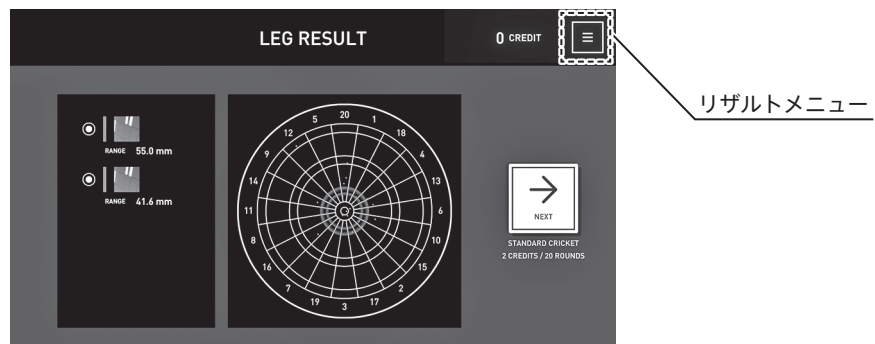 LEG RESULT
0 CREDIT
リザルトメニュー
RANGE 55.0 mm
RANGE 41.6 mm
20
1
18
4
13
6
10
15
2
17
3
19
7
16
8
11
14
9
12
5
NEXT
STANDARD CRICKET
2 CREDITS / 20 ROUNDS